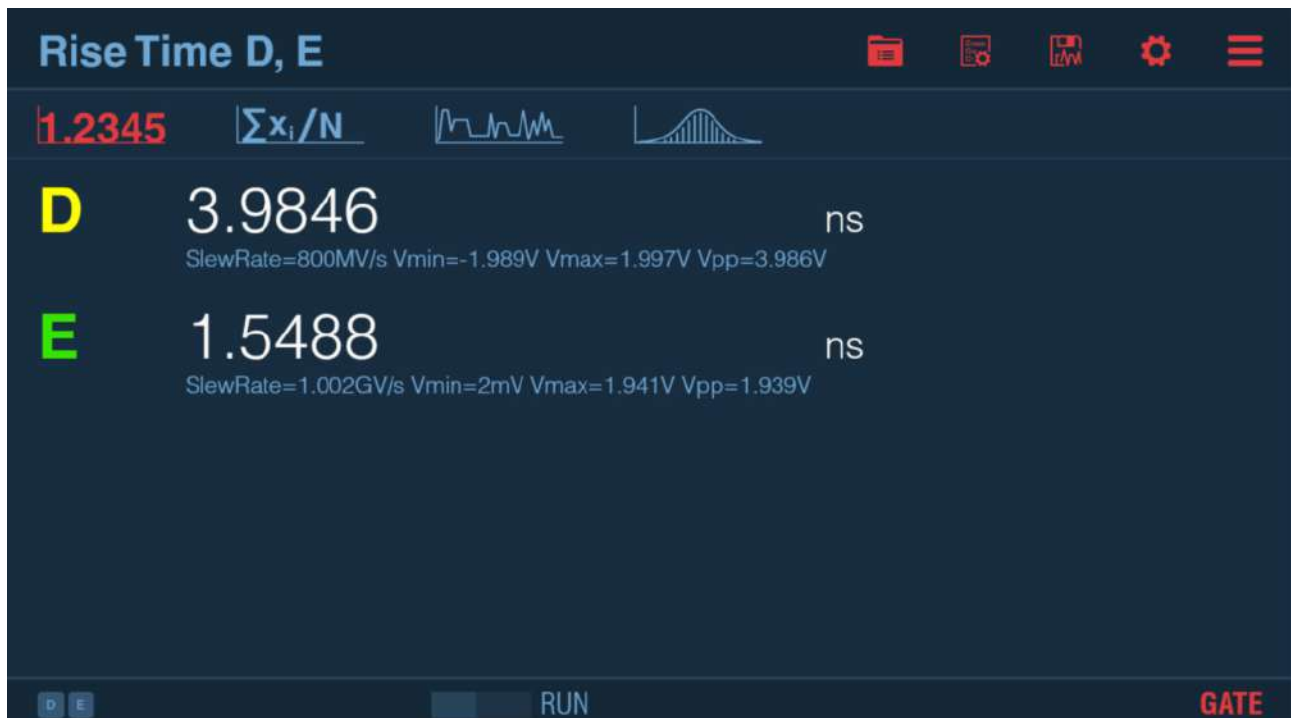 Rise Time D, E
1.2345 ∑xᵢ/N
D 3.9846 ns
SlewRate=800MV/s Vmin=-1.989V Vmax=1.997V Vpp=3.986V
E 1.5488 ns
SlewRate=1.002GV/s Vmin=2mV Vmax=1.941V Vpp=1.939V
D E RUN GATE